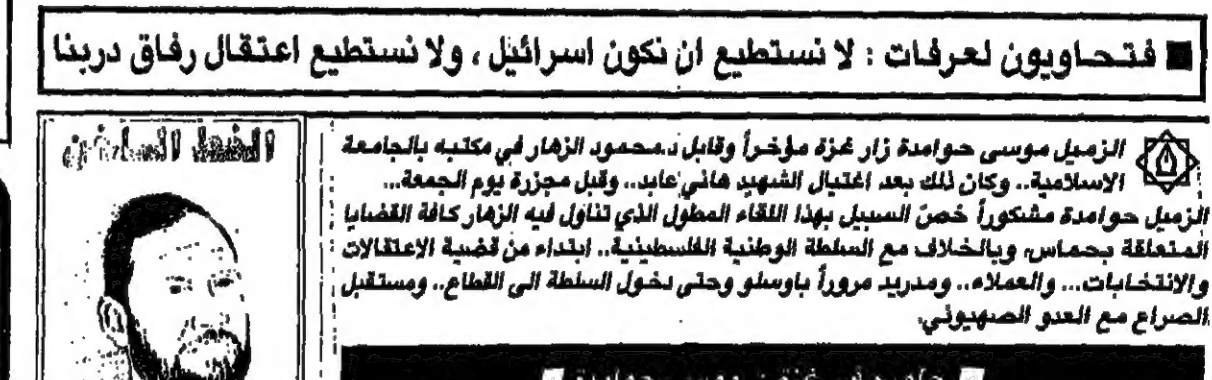 فتحاويون لعرفات : لا نستطيع ان نكون اسرائيل ، ولا نستطيع اعتقال رفاق دربنا
الزميل موسى حوامدة زار غزة مؤخراً وقابل د.محمود الزهار في مكتبه بالجامعة
الاسلامية.. وكان ذلك بعد اغتيال الشهيد هاني عابد.. وقبل مجزرة يوم الجمعة...
الزميل حوامدة مشكوراً خصّ السبيل بهذا اللقاء المطول الذي تناول فيه الزهار كافة القضايا
المتعلقة بحماس، وبالخلاف مع السلطة الوطنية الفلسطينية.. ابتداء من قضية الاعتقالات
والانتخابات... والعملاء.. ومدريد مروراً باوسلو وحتى دخول السلطة الى القطاع.. ومستقبل
الصراع مع العدو الصهيوني.